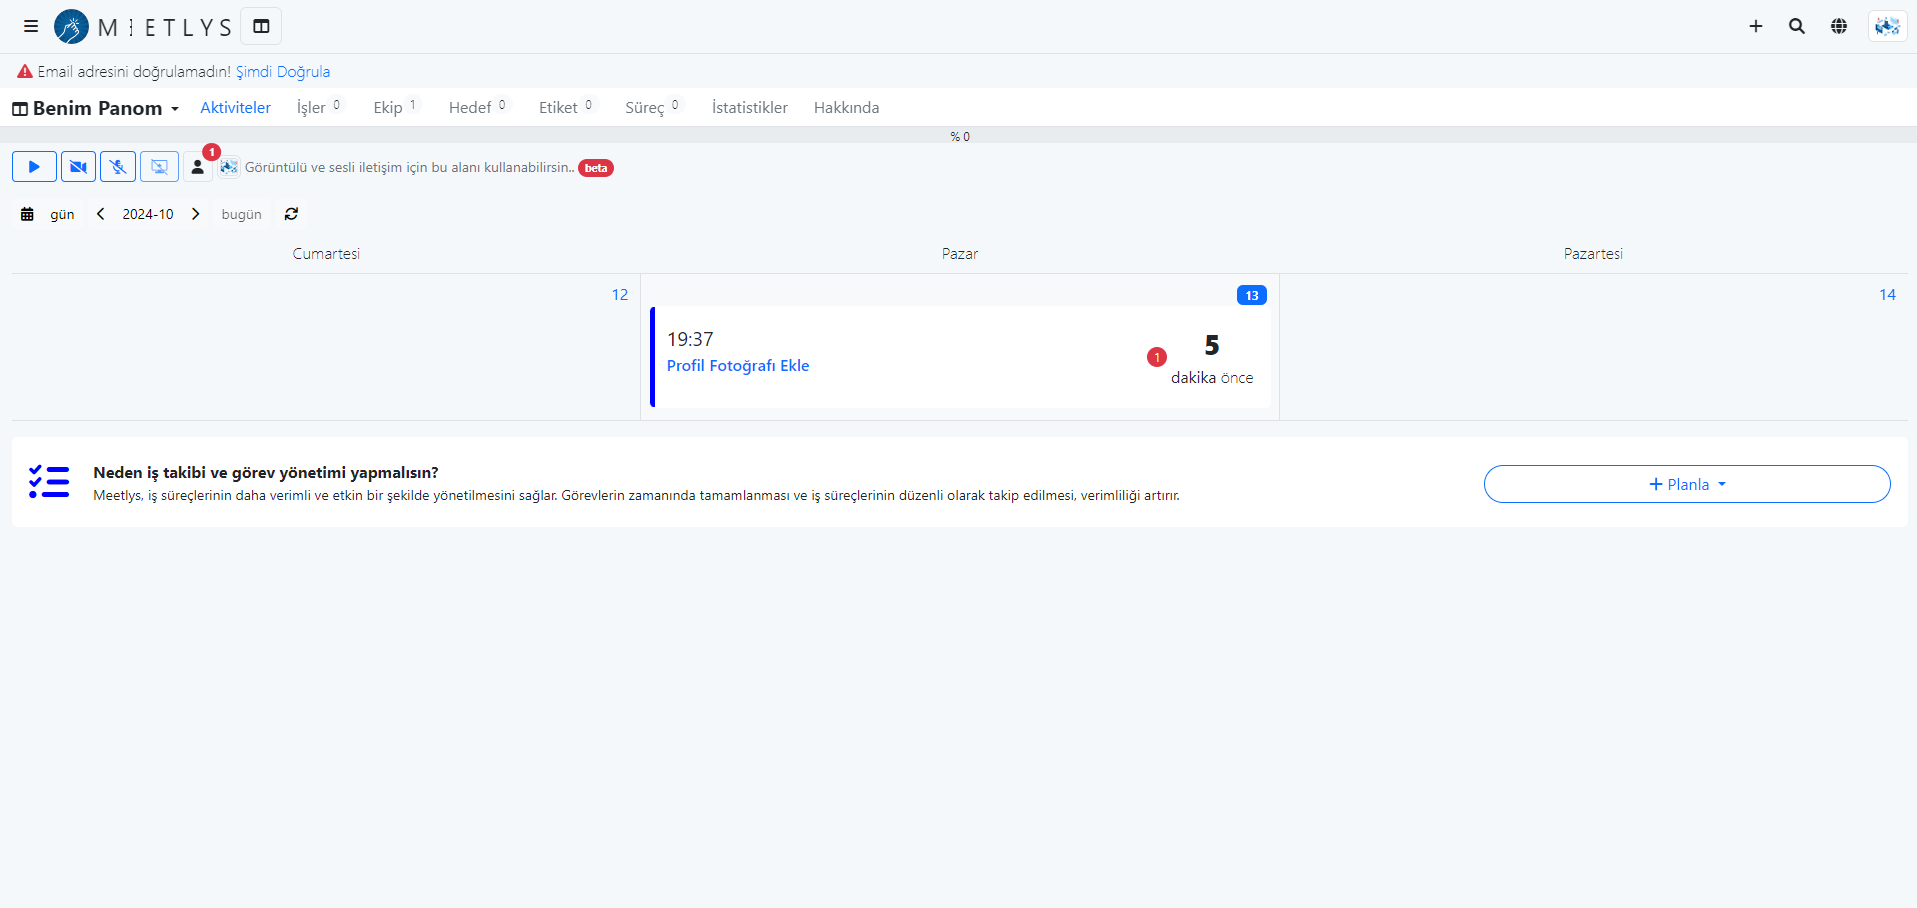 MEETLYS
Email adresini doğrulamadın! Şimdi Doğrula
Benim Panom Aktiviteler İşler 0 Ekip 1 Hedef 0 Etiket 0 Süreç 0 İstatistikler Hakkında
% 0
1
Görüntülü ve sesli iletişim için bu alanı kullanabilirsin.. beta
gün 2024-10 bugün
Cumartesi Pazar Pazartesi
12 13 14
19:37
Profil Fotoğrafı Ekle
1
5
dakika önce
Neden iş takibi ve görev yönetimi yapmalısın?
Meetlys, iş süreçlerinin daha verimli ve etkin bir şekilde yönetilmesini sağlar. Görevlerin zamanında tamamlanması ve iş süreçlerinin düzenli olarak takip edilmesi, verimliliği artırır.
+ Planla